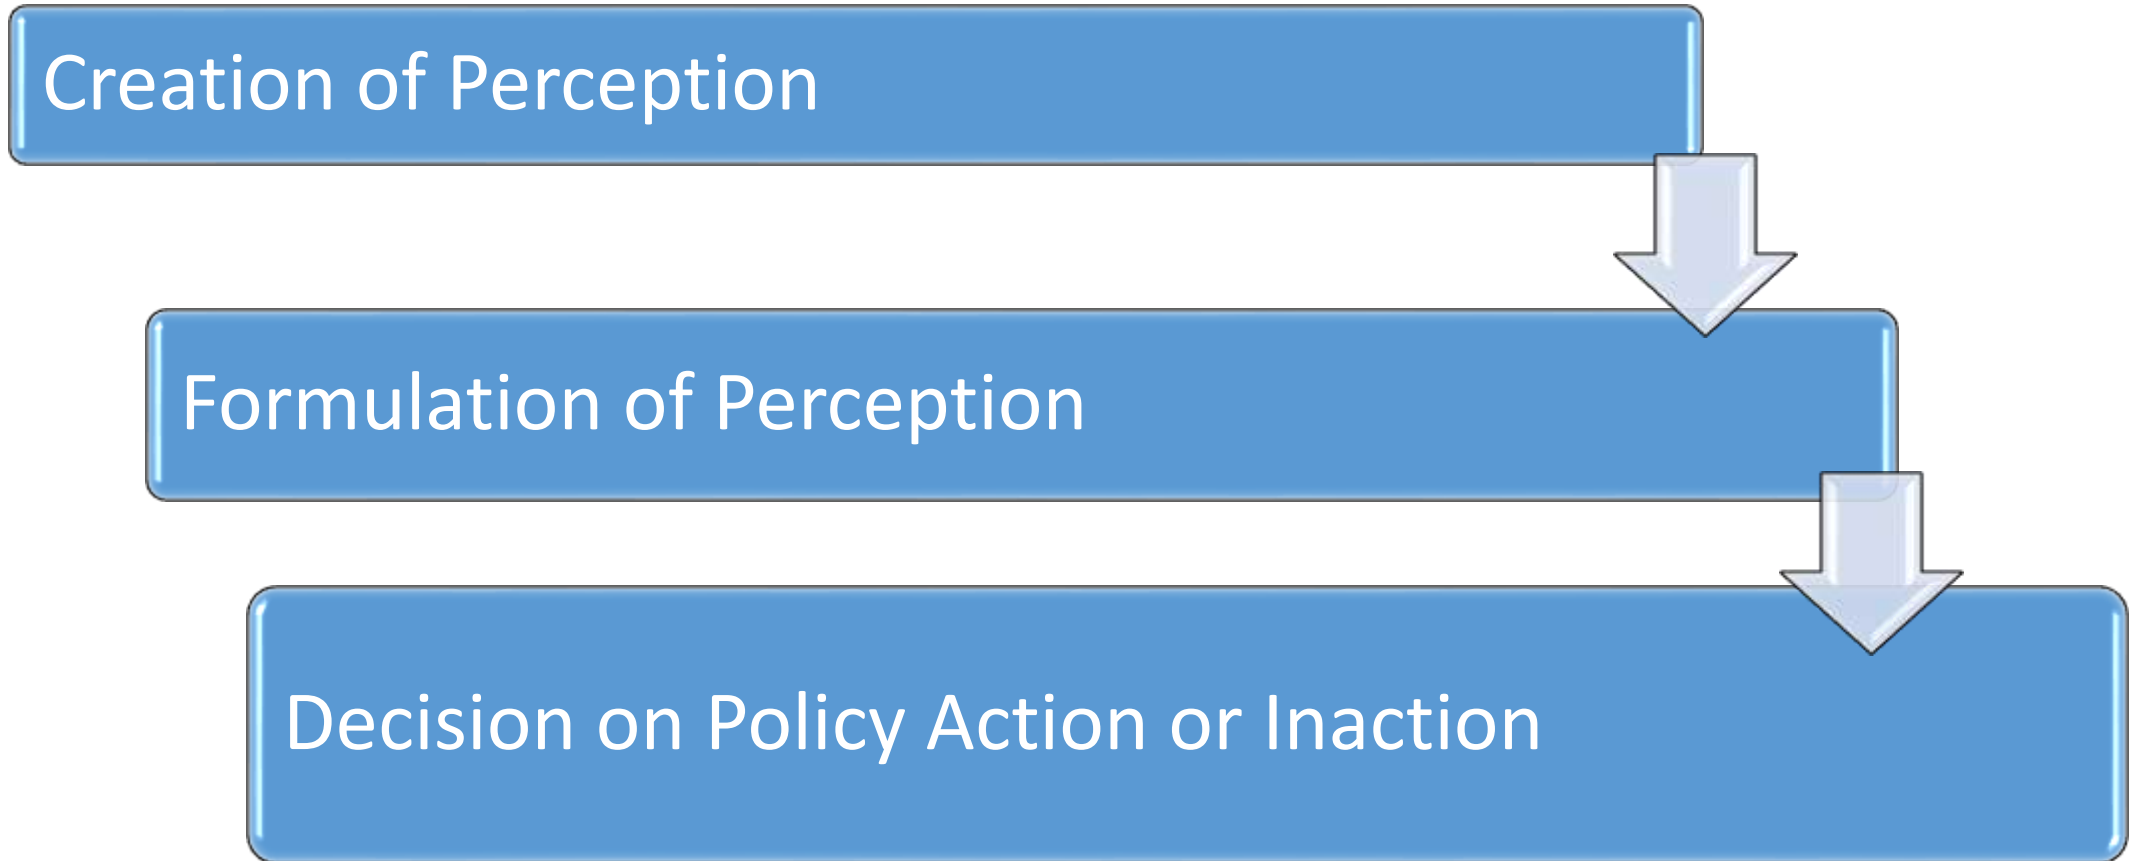 Creation of Perception
Formulation of Perception
Decision on Policy Action or Inaction